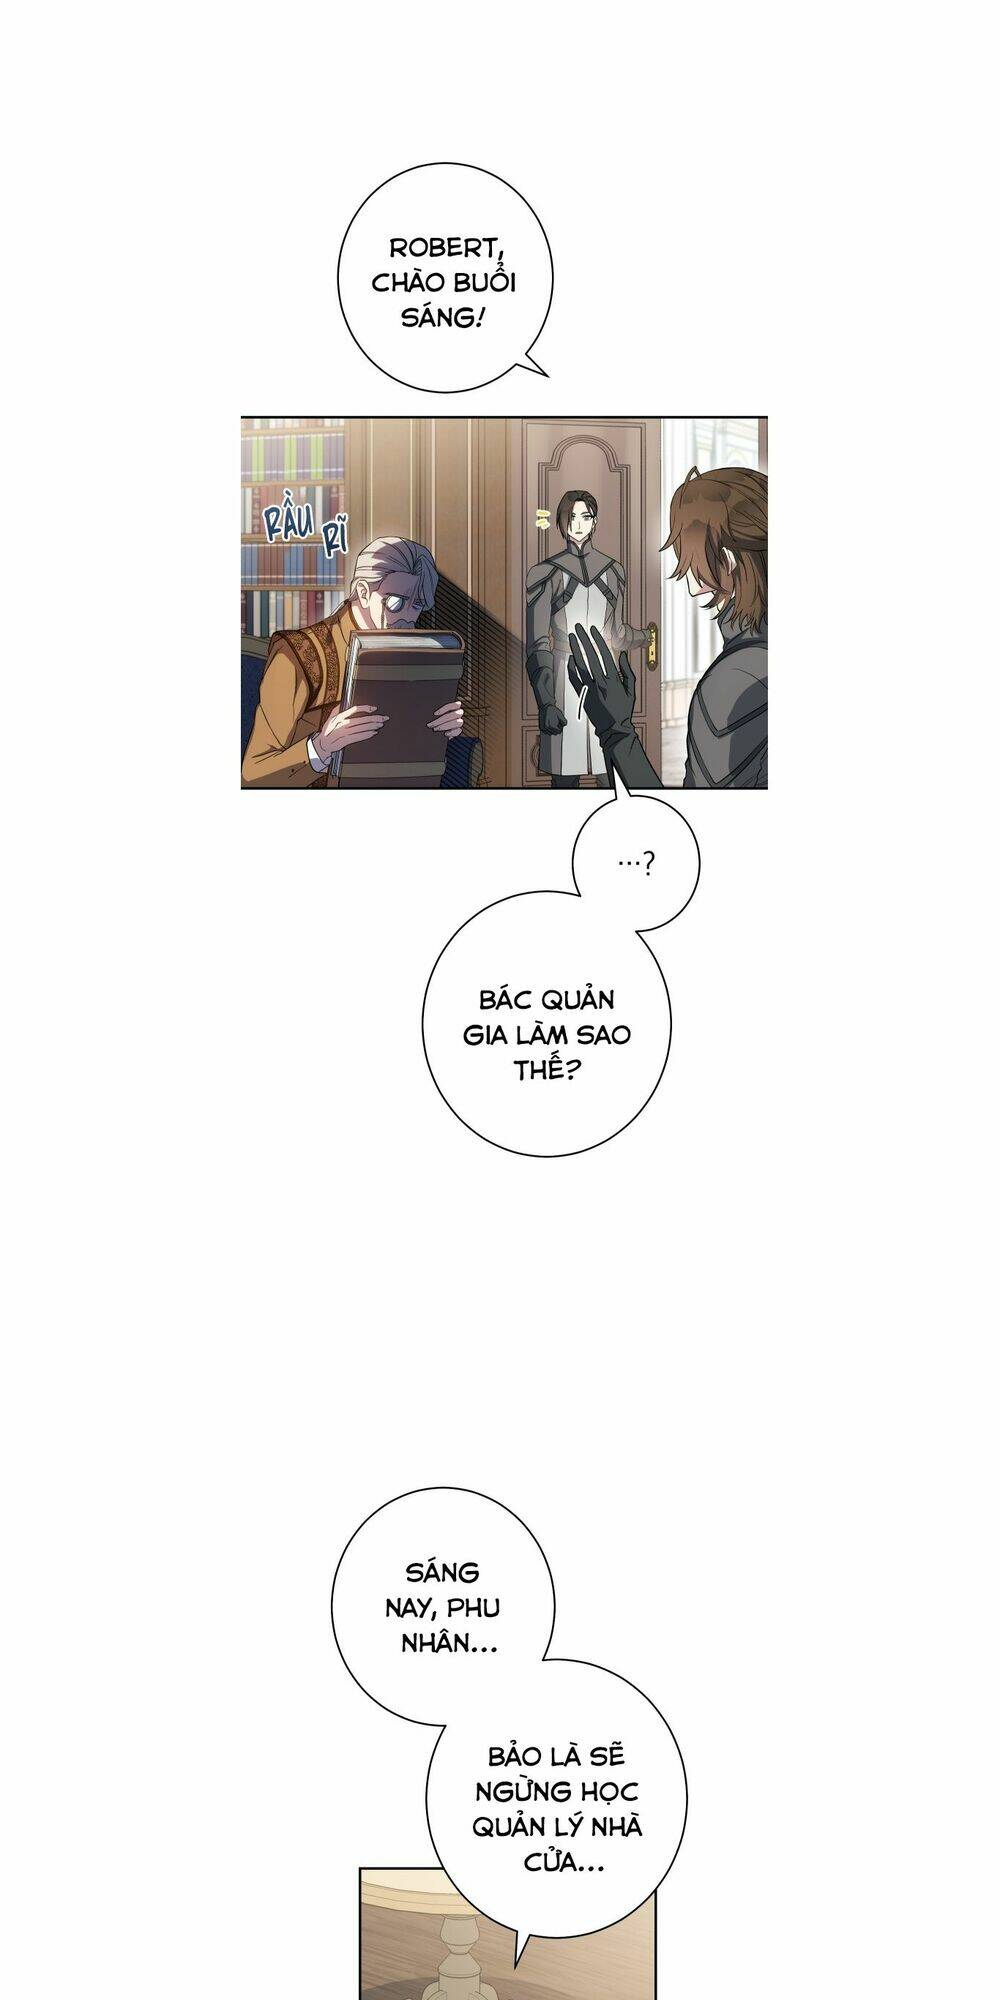 ROBERT,
CHÀO BUỔI
SÁNG!
RẦU
RĨ
...?
BÁC QUẢN
GIA LÀM SAO
THẾ?
SÁNG
NAY, PHU
NHÂN...
BẢO LÀ SẼ
NGỪNG HỌC
QUẢN LÝ NHÀ
CỬA...